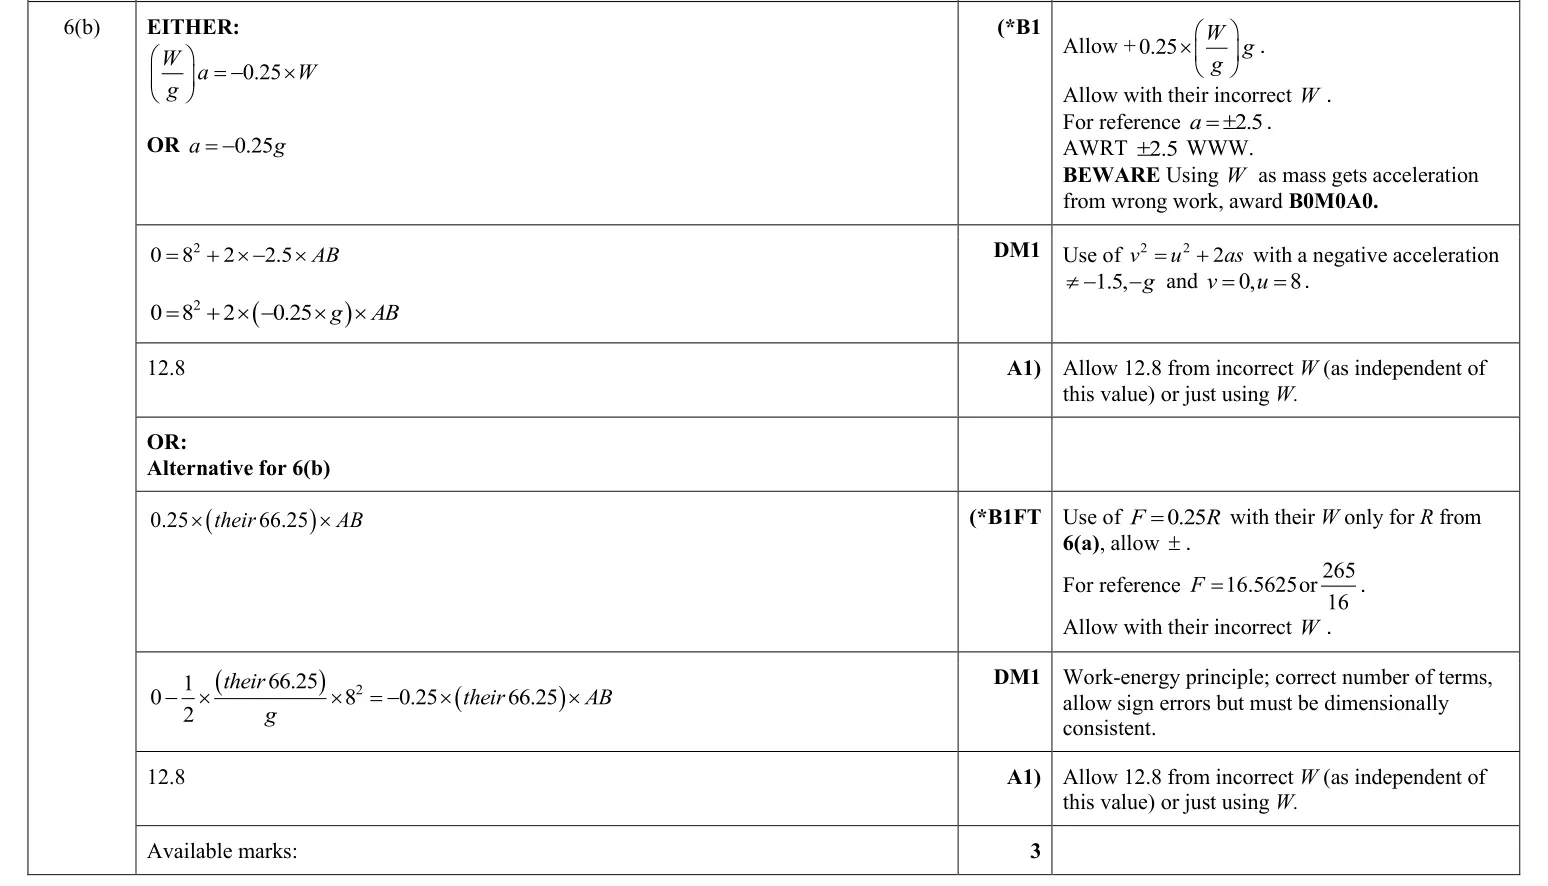 6(b)
EITHER:
(W/g)a = −0.25 × W
OR a = −0.25g
(*B1
Allow + 0.25 × (W/g)g .
Allow with their incorrect W .
For reference a = ±2.5 .
AWRT ±2.5 WWW.
BEWARE Using W as mass gets acceleration
from wrong work, award B0M0A0.
0 = 8² + 2 × −2.5 × AB
0 = 8² + 2 × (−0.25 × g) × AB
DM1
Use of v² = u² + 2as with a negative acceleration
≠ −1.5, −g and v = 0, u = 8 .
12.8
A1)
Allow 12.8 from incorrect W (as independent of
this value) or just using W.
OR:
Alternative for 6(b)
0.25 × (their 66.25) × AB
(*B1FT
Use of F = 0.25R with their W only for R from
6(a), allow ± .
For reference F = 16.5625 or 265/16 .
Allow with their incorrect W .
0 − 1/2 × (their 66.25)/g × 8² = −0.25 × (their 66.25) × AB
DM1
Work-energy principle; correct number of terms,
allow sign errors but must be dimensionally
consistent.
12.8
A1)
Allow 12.8 from incorrect W (as independent of
this value) or just using W.
Available marks:
3